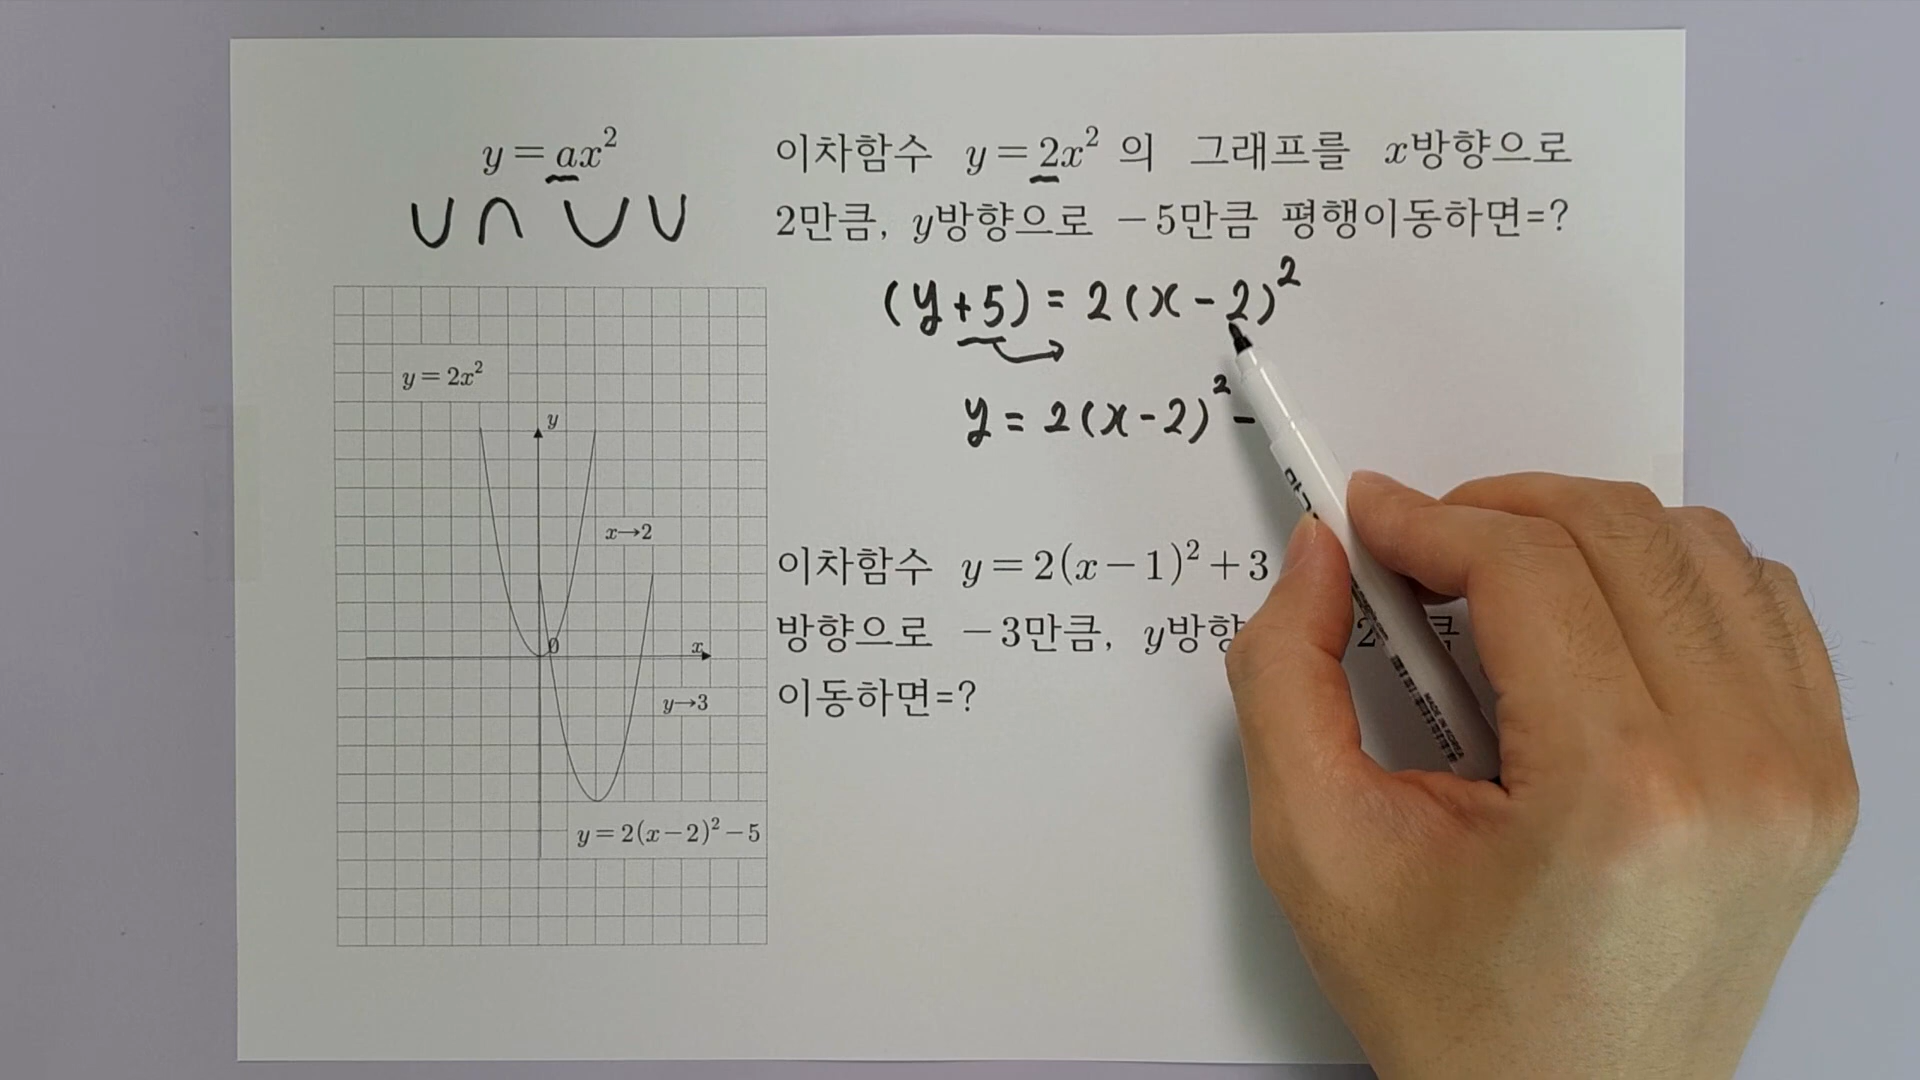 y = ax²
이차함수 y = 2x² 의 그래프를 x방향으로
2만큼, y방향으로 −5만큼 평행이동하면=?
(y+5) = 2(x-2)²
y = 2(x-2)² -
y = 2x²
y
x→2
0
x
y→3
y = 2(x−2)² − 5
이차함수 y = 2(x−1)² + 3
방향으로 −3만큼, y방향
이동하면=?